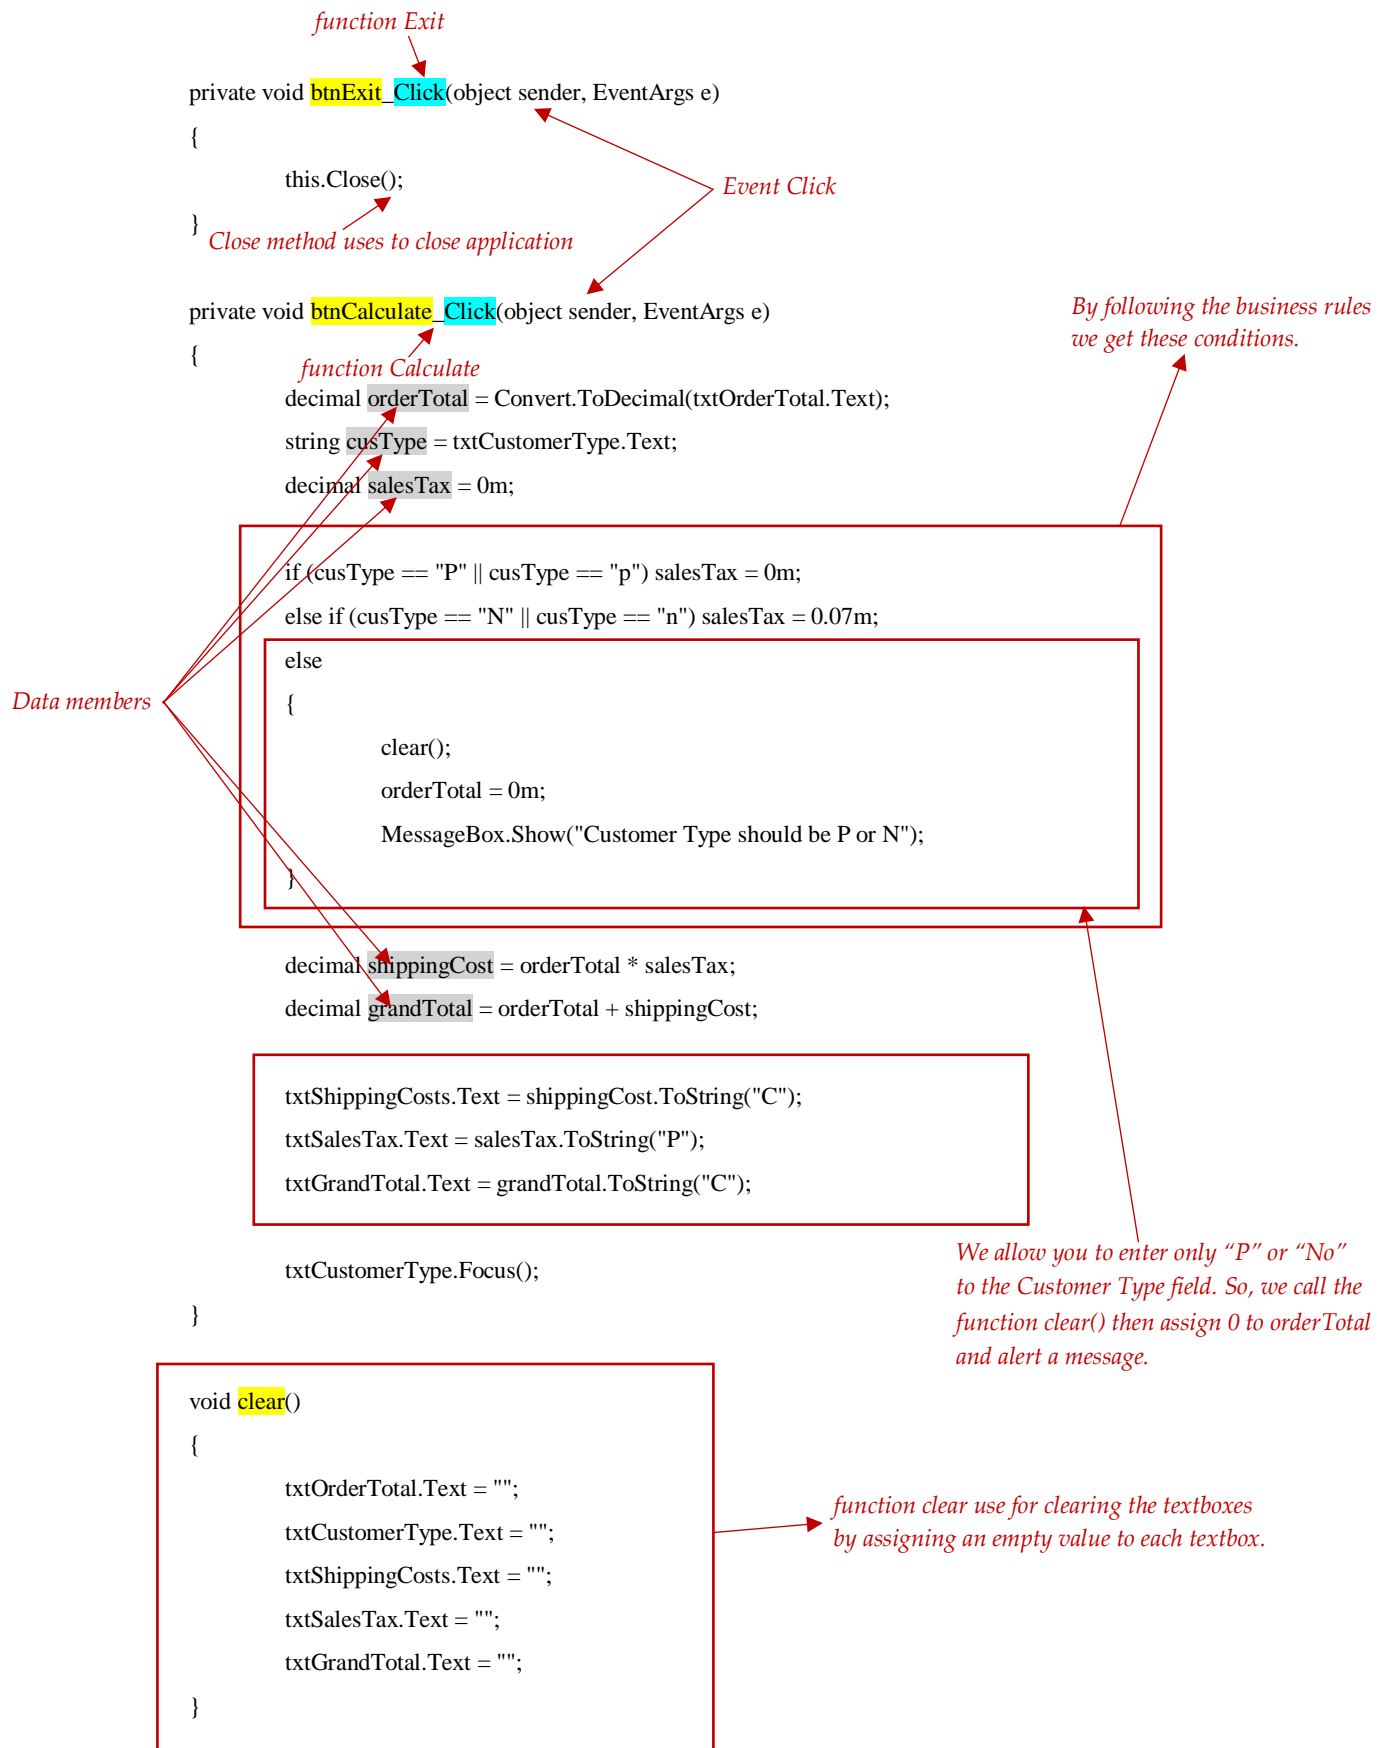 function Exit
private void btnExit_Click(object sender, EventArgs e)
{
this.Close();
Event Click
}
Close method uses to close application
private void btnCalculate_Click(object sender, EventArgs e)
By following the business rules
we get these conditions.
{
function Calculate
decimal orderTotal = Convert.ToDecimal(txtOrderTotal.Text);
string cusType = txtCustomerType.Text;
decimal salesTax = 0m;
if (cusType == "P" || cusType == "p") salesTax = 0m;
else if (cusType == "N" || cusType == "n") salesTax = 0.07m;
else
Data members
{
clear();
orderTotal = 0m;
MessageBox.Show("Customer Type should be P or N");
}
decimal shippingCost = orderTotal * salesTax;
decimal grandTotal = orderTotal + shippingCost;
txtShippingCosts.Text = shippingCost.ToString("C");
txtSalesTax.Text = salesTax.ToString("P");
txtGrandTotal.Text = grandTotal.ToString("C");
We allow you to enter only “P” or “No”
to the Customer Type field. So, we call the
function clear() then assign 0 to orderTotal
and alert a message.
txtCustomerType.Focus();
}
void clear()
{
txtOrderTotal.Text = "";
txtCustomerType.Text = "";
txtShippingCosts.Text = "";
txtSalesTax.Text = "";
txtGrandTotal.Text = "";
}
function clear use for clearing the textboxes
by assigning an empty value to each textbox.